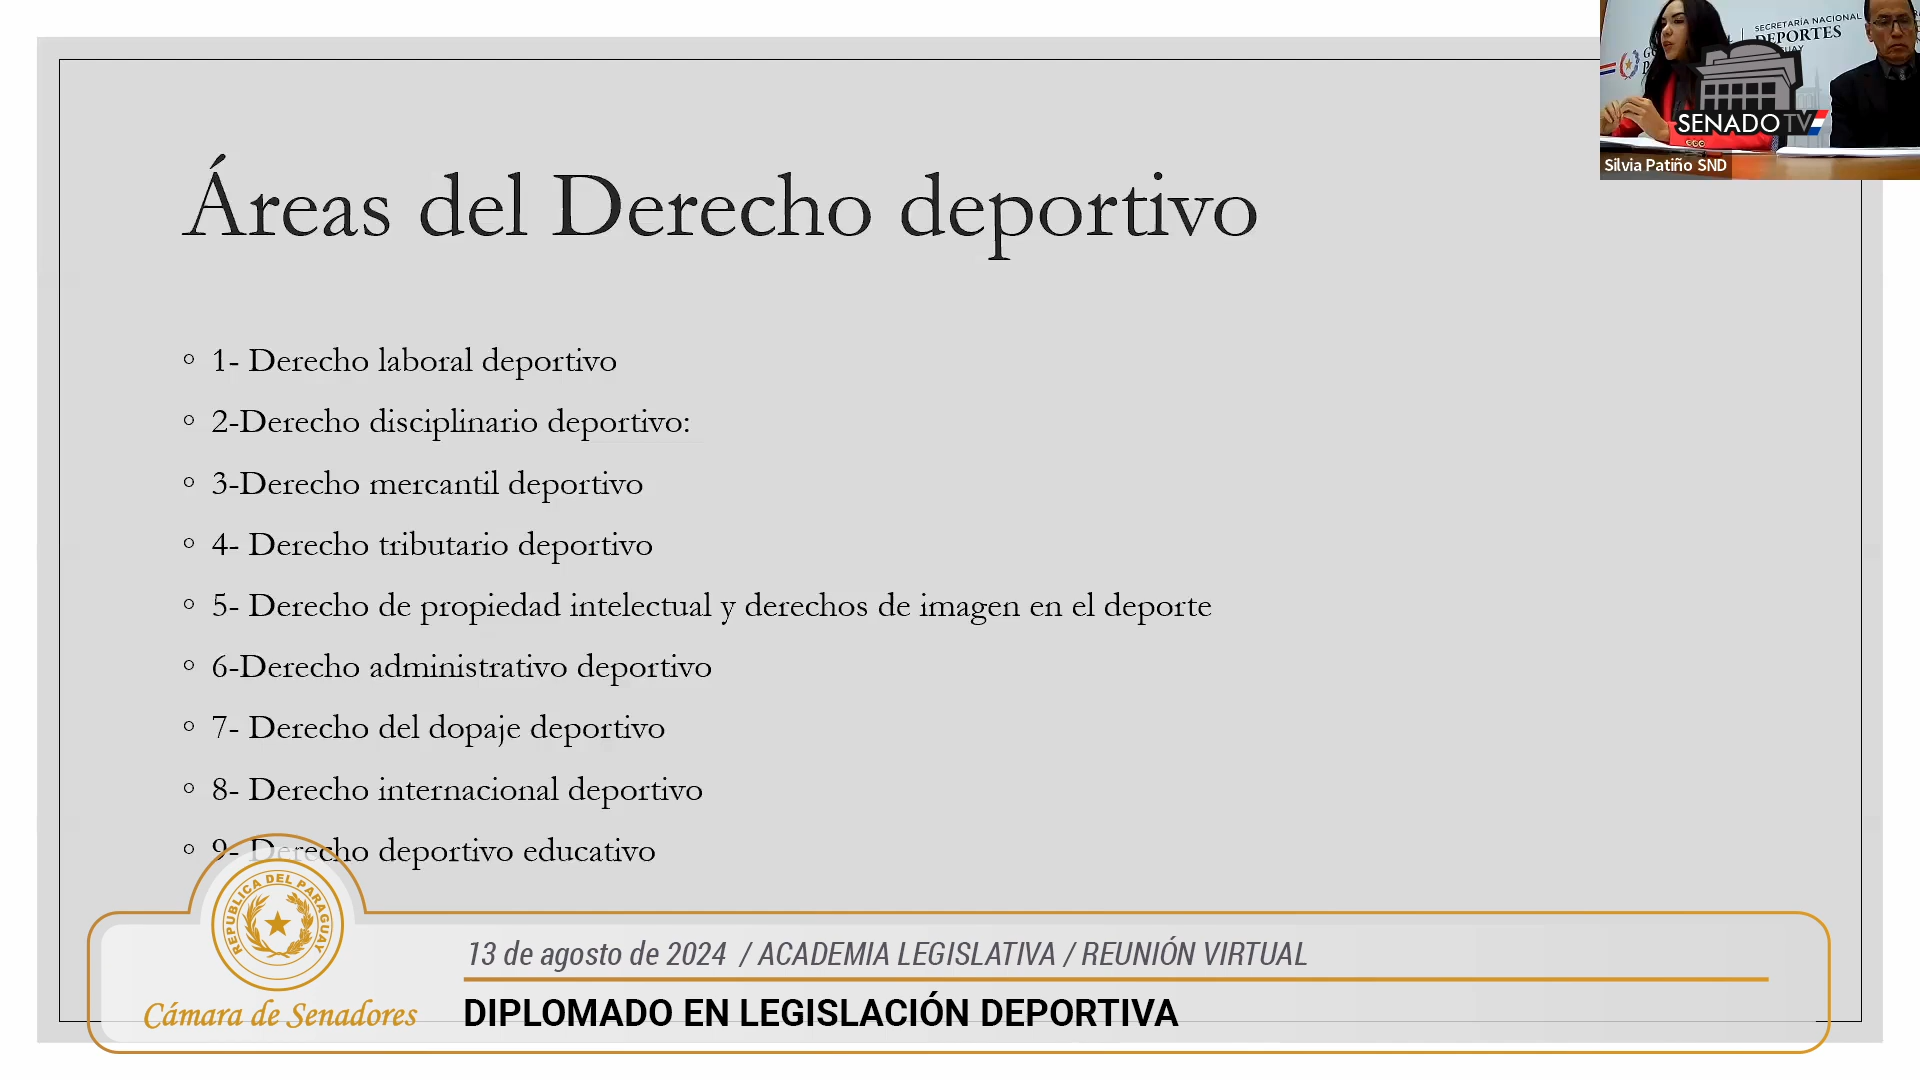 SECRETARÍA NACIONAL
DEPORTES
SENADO TV
Silvia Patiño SND
Áreas del Derecho deportivo
◦ 1- Derecho laboral deportivo
◦ 2-Derecho disciplinario deportivo:
◦ 3-Derecho mercantil deportivo
◦ 4- Derecho tributario deportivo
◦ 5- Derecho de propiedad intelectual y derechos de imagen en el deporte
◦ 6-Derecho administrativo deportivo
◦ 7- Derecho del dopaje deportivo
◦ 8- Derecho internacional deportivo
◦ 9- Derecho deportivo educativo
REPUBLICA DEL PARAGUAY
Cámara de Senadores
13 de agosto de 2024 / ACADEMIA LEGISLATIVA / REUNIÓN VIRTUAL
DIPLOMADO EN LEGISLACIÓN DEPORTIVA